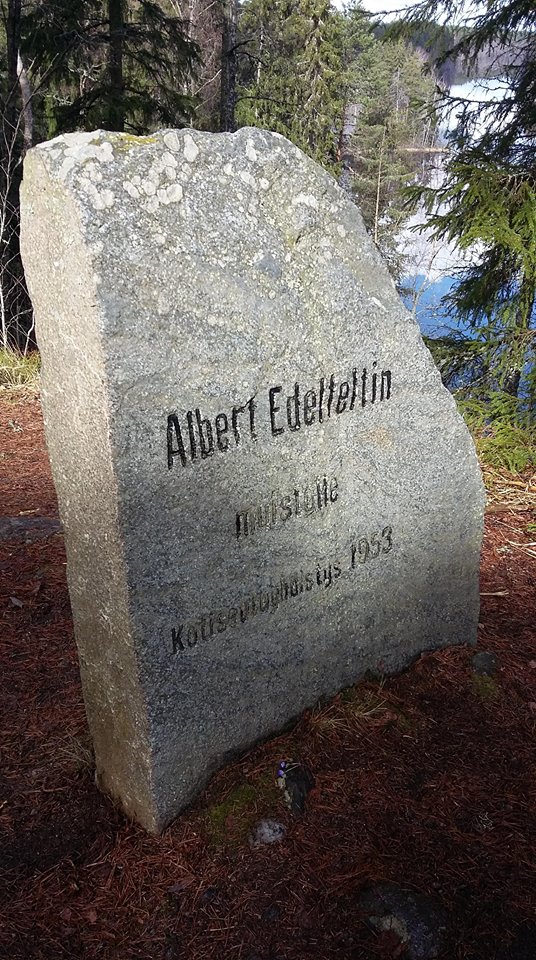 Albert Edelfeltin
muistolle
Kotiseutuyhdistys 1953